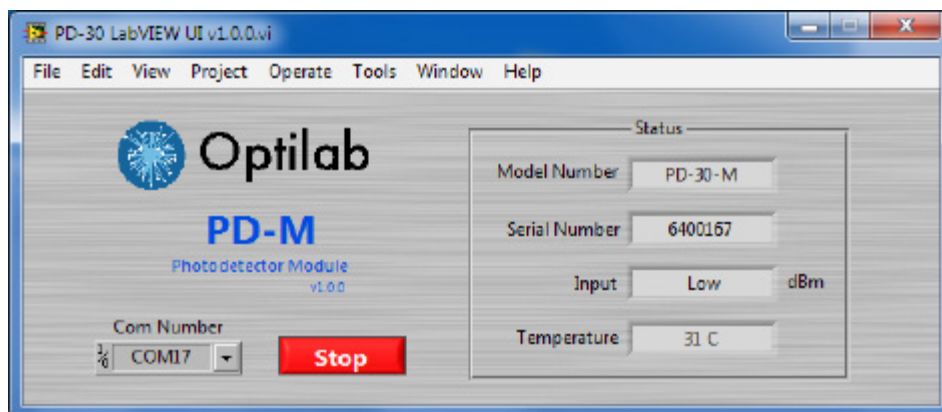 PD-30 LabVIEW UI v1.0.0.vi
File Edit View Project Operate Tools Window Help
Optilab
PD-M
Photodetector Module
v1.0.0
Com Number
COM17
Stop
Status
Model Number PD-30-M
Serial Number 6400167
Input Low dBm
Temperature 31 C